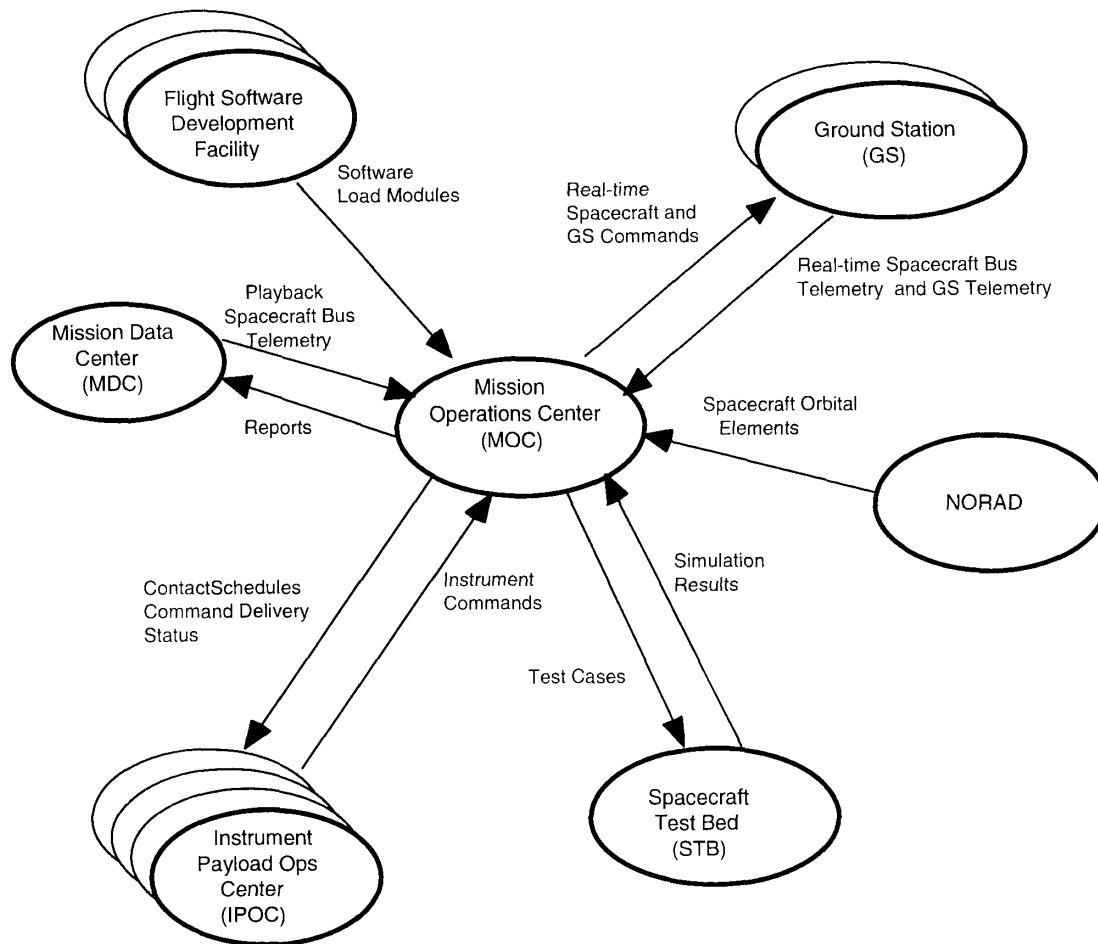 Flight Software
Development
Facility
Ground Station
(GS)
Software
Load Modules
Real-time
Spacecraft and
GS Commands
Real-time Spacecraft Bus
Telemetry and GS Telemetry
Playback
Spacecraft Bus
Telemetry
Mission Data
Center
(MDC)
Mission
Operations Center
(MOC)
Reports
Spacecraft Orbital
Elements
NORAD
ContactSchedules
Command Delivery
Status
Instrument
Commands
Simulation
Results
Test Cases
Instrument
Payload Ops
Center
(IPOC)
Spacecraft
Test Bed
(STB)